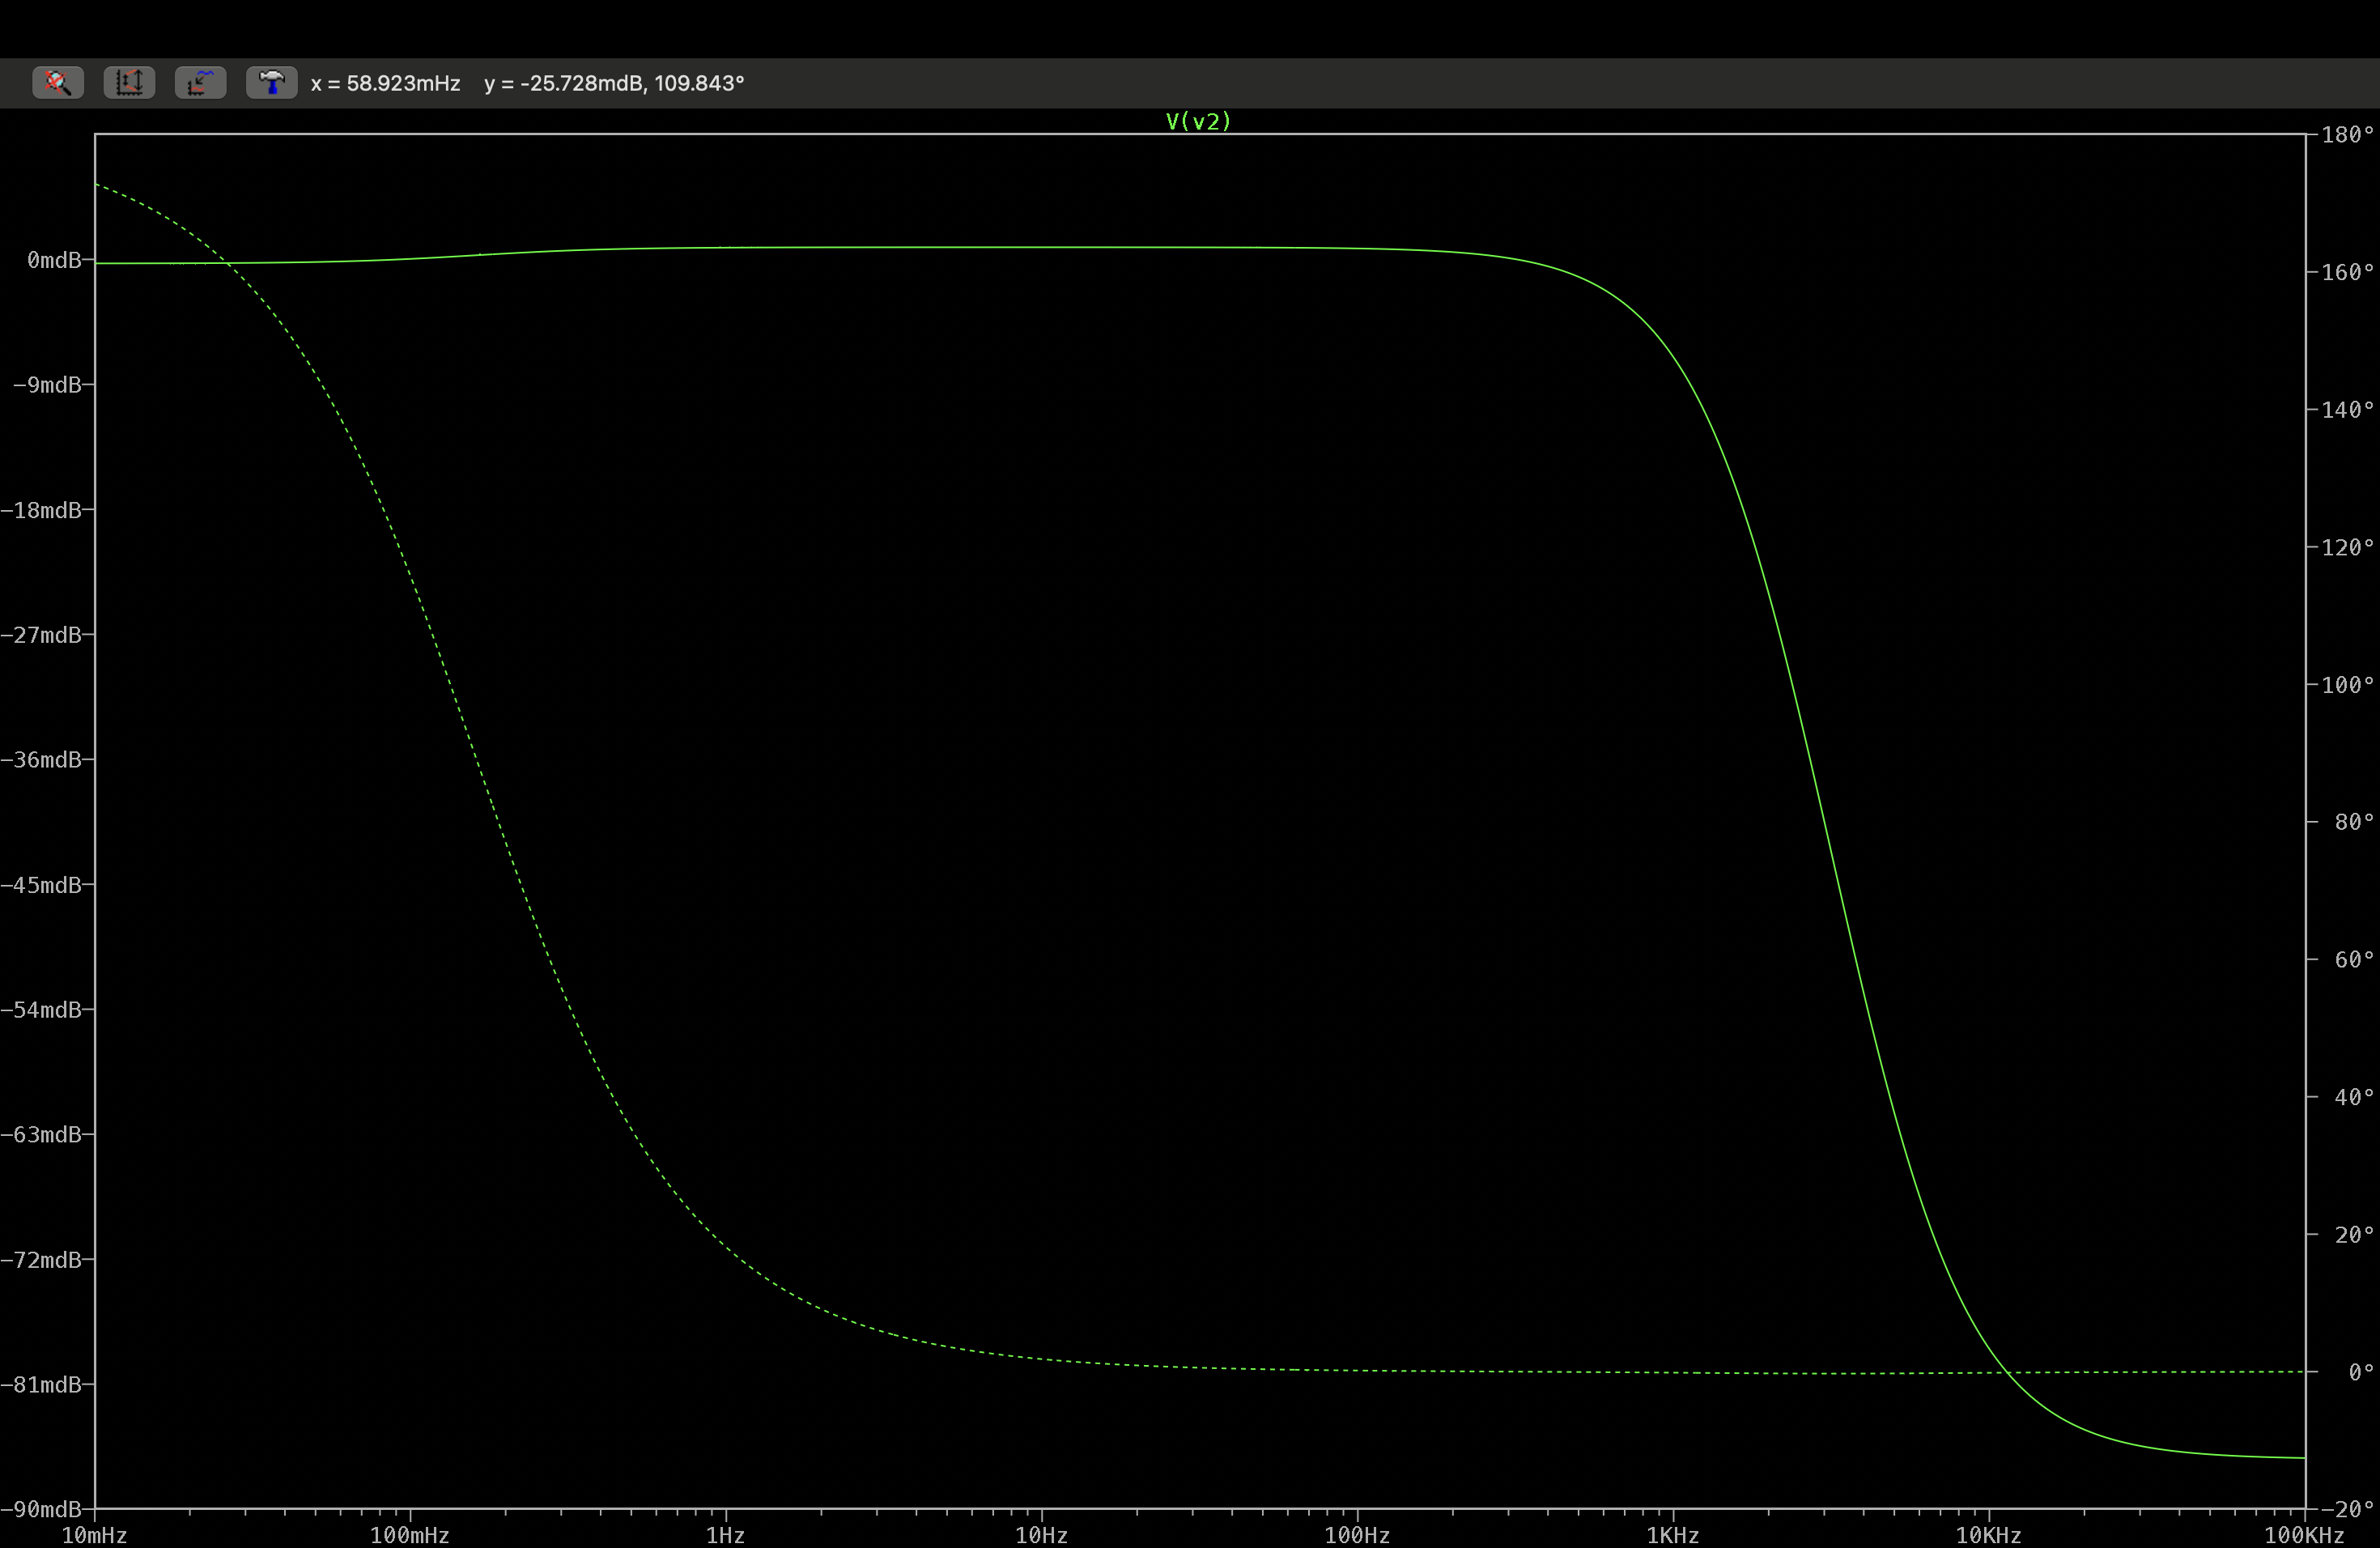 x = 58.923mHz y = -25.728mdB, 109.843°
V(v2)
0mdB
-9mdB
-18mdB
-27mdB
-36mdB
-45mdB
-54mdB
-63mdB
-72mdB
-81mdB
-90mdB
180°
160°
140°
120°
100°
80°
60°
40°
20°
0°
-20°
10mHz 100mHz 1Hz 10Hz 100Hz 1KHz 10KHz 100KHz